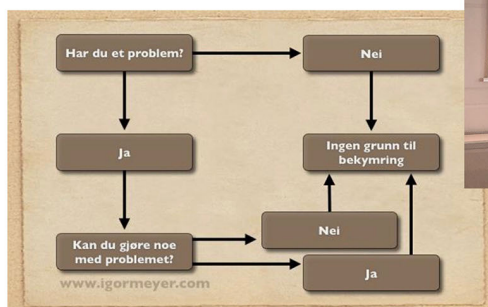 Har du et problem?
Nei
Ja
Ingen grunn til
bekymring
Kan du gjøre noe
med problemet?
Nei
Ja
www.igormeyer.com